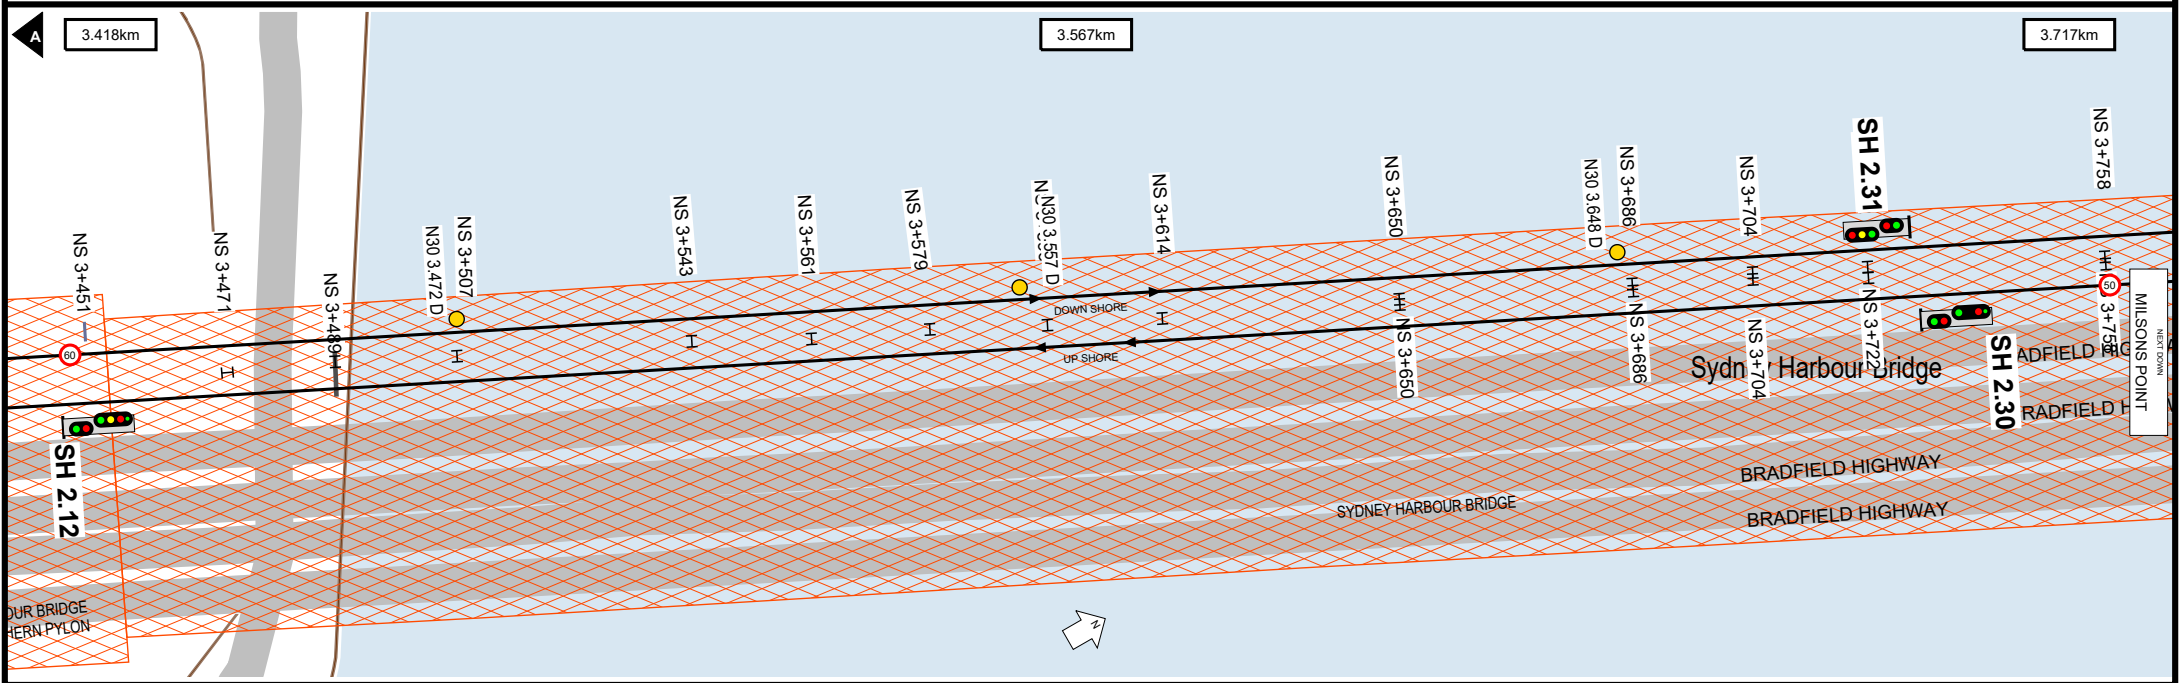 A
3.418km
3.567km
3.717km
NS 3+451
NS 3+471
NS 3+489
N30 3.472 D
NS 3+507
NS 3+543
NS 3+561
NS 3+579
N30 3.557 D
NS 3+614
NS 3+650
N30 3.648 D
NS 3+686
NS 3+704
SH 2.31
NS 3+758
60
DOWN SHORE
UP SHORE
NS 3+650
NS 3+686
NS 3+704
NS 3+722
50
MILSONS POINT
NEXT DOWN
SH 2.12
SH 2.30
Sydney Harbour Bridge
BRADFIELD HIGHWAY
SYDNEY HARBOUR BRIDGE
BRADFIELD HIGHWAY
OUR BRIDGE
HERN PYLON
N